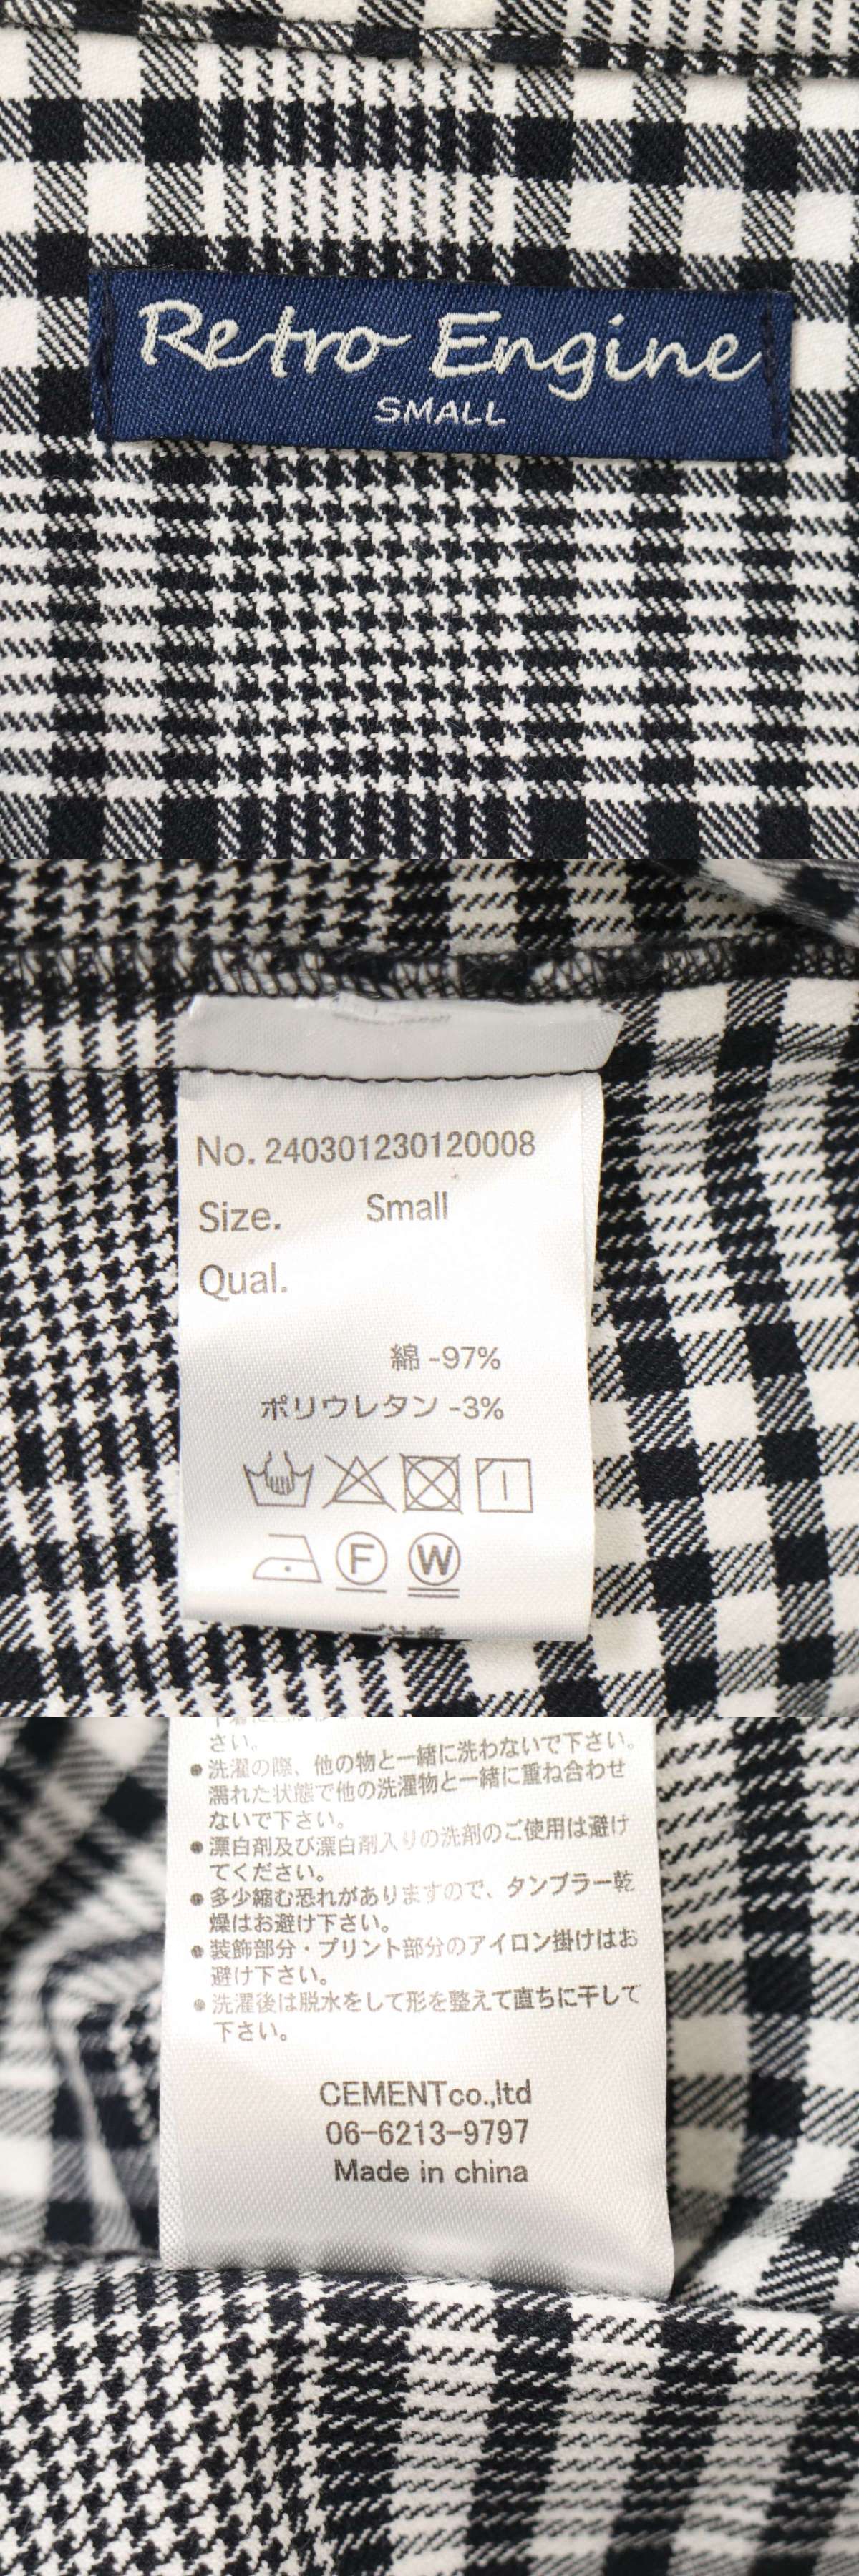 Retro Engine
SMALL
No. 240301230120008
Size. Small
Qual.
綿 -97%
ポリウレタン -3%
F W
ご注意
さい。
●洗濯の際、他の物と一緒に洗わないで下さい。
濡れた状態で他の洗濯物と一緒に重ね合わせ
ないで下さい。
●漂白剤及び漂白剤入りの洗剤のご使用は避け
てください。
●多少縮む恐れがありますので、タンブラー乾
燥はお避け下さい。
●装飾部分・プリント部分のアイロン掛けはお
避け下さい。
●洗濯後は脱水をして形を整えて直ちに干して
下さい。
CEMENTco.,ltd
06-6213-9797
Made in china